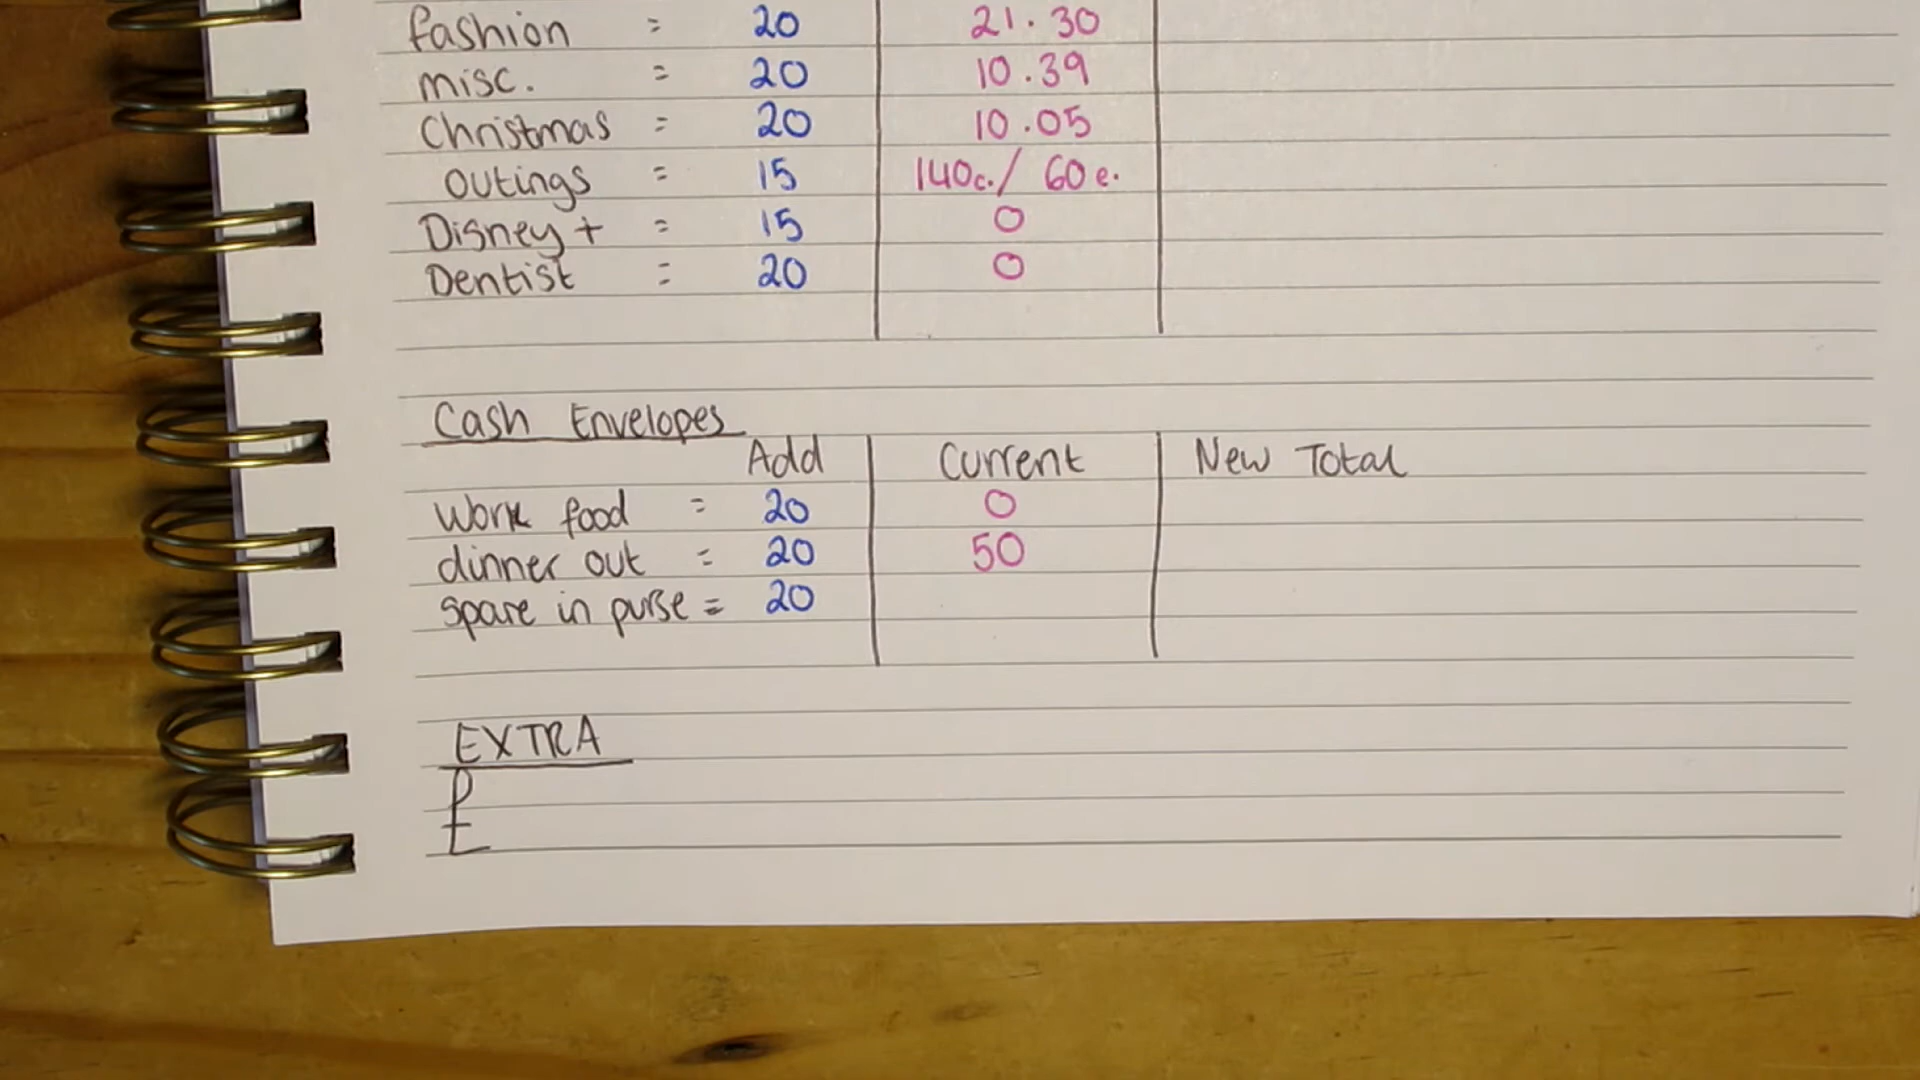 fashion = 20 21.30
misc. = 20 10.39
Christmas = 20 10.05
Outings = 15 140c./ 60e.
Disney+ = 15 0
Dentist = 20 0
Cash Envelopes
Add Current New Total
Work food = 20 0
dinner out = 20 50
spare in purse = 20
EXTRA
£